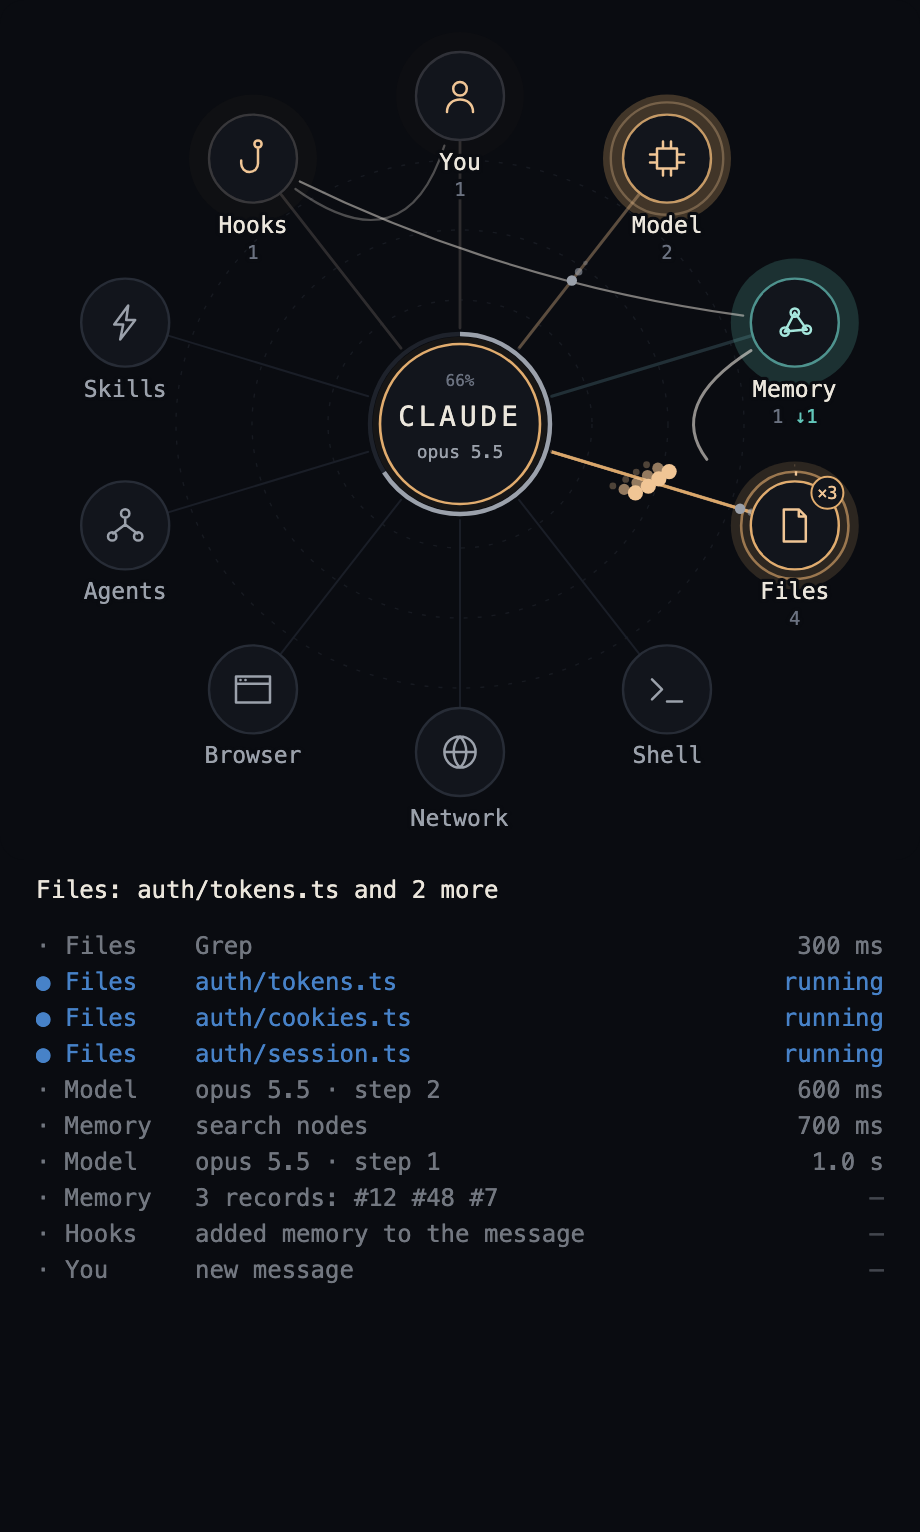 You
1
Hooks
1
Model
2
Skills
66%
CLAUDE
opus 5.5
Memory
1 ↓1
×3
Agents
Files
4
Browser
Shell
Network
Files: auth/tokens.ts and 2 more
· Files Grep 300 ms
● Files auth/tokens.ts running
● Files auth/cookies.ts running
● Files auth/session.ts running
· Model opus 5.5 · step 2 600 ms
· Memory search nodes 700 ms
· Model opus 5.5 · step 1 1.0 s
· Memory 3 records: #12 #48 #7 —
· Hooks added memory to the message —
· You new message —